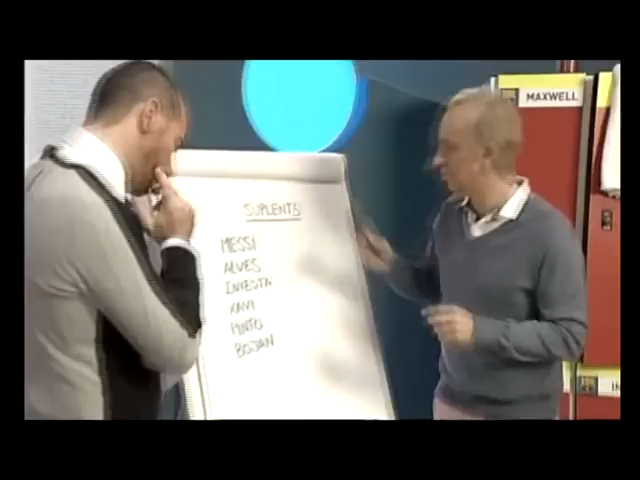 MAXWELL
SUPLENTS
MESSI
ALVES
INIESTA
XAVI
PINTO
BOJAN